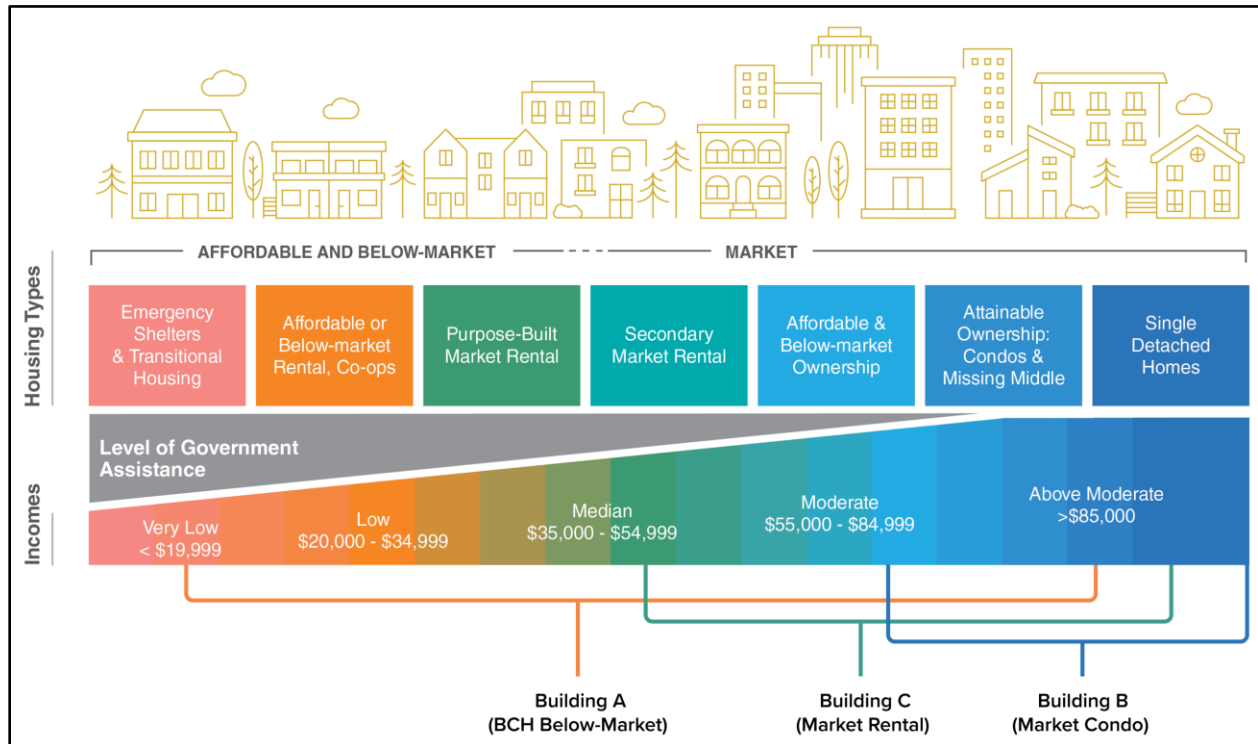 AFFORDABLE AND BELOW-MARKET
MARKET
Housing Types
Emergency
Shelters
& Transitional
Housing
Affordable or
Below-market
Rental, Co-ops
Purpose-Built
Market Rental
Secondary
Market Rental
Affordable &
Below-market
Ownership
Attainable
Ownership:
Condos &
Missing Middle
Single
Detached
Homes
Level of Government
Assistance
Incomes
Very Low
< $19,999
Low
$20,000 - $34,999
Median
$35,000 - $54,999
Moderate
$55,000 - $84,999
Above Moderate
>$85,000
Building A
(BCH Below-Market)
Building C
(Market Rental)
Building B
(Market Condo)